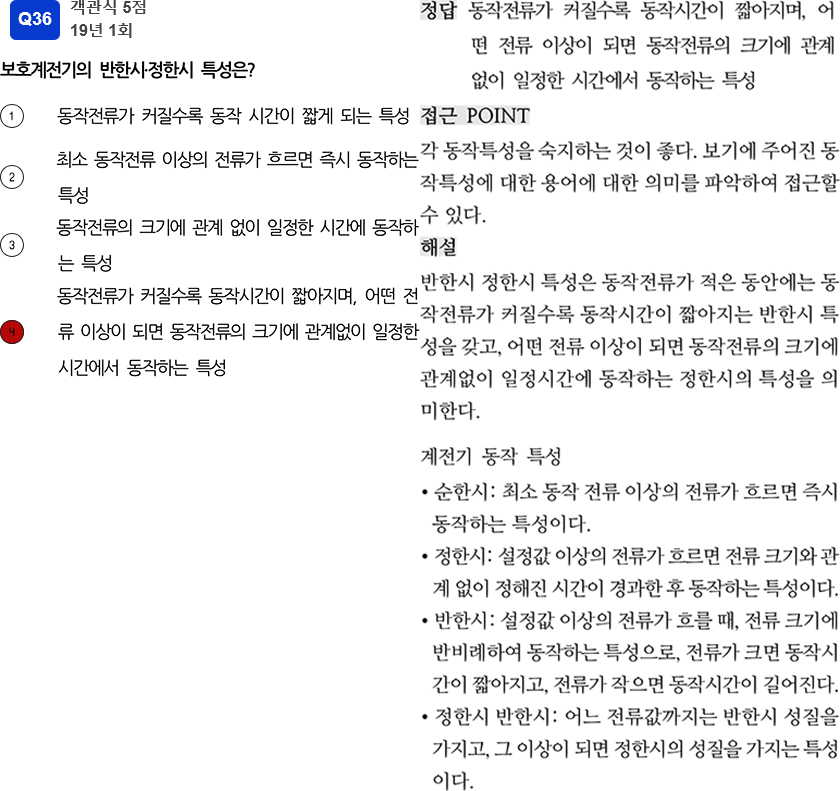 Q36
객관식 5점
19년 1회
보호계전기의 반한시·정한시 특성은?
1 동작전류가 커질수록 동작 시간이 짧게 되는 특성
2 최소 동작전류 이상의 전류가 흐르면 즉시 동작하는
특성
3 동작전류의 크기에 관계 없이 일정한 시간에 동작하
는 특성
4 동작전류가 커질수록 동작시간이 짧아지며, 어떤 전
류 이상이 되면 동작전류의 크기에 관계없이 일정한
시간에서 동작하는 특성
정답 동작전류가 커질수록 동작시간이 짧아지며, 어
떤 전류 이상이 되면 동작전류의 크기에 관계
없이 일정한 시간에서 동작하는 특성
접근 POINT
각 동작특성을 숙지하는 것이 좋다. 보기에 주어진 동
작특성에 대한 용어에 대한 의미를 파악하여 접근할
수 있다.
해설
반한시 정한시 특성은 동작전류가 적은 동안에는 동
작전류가 커질수록 동작시간이 짧아지는 반한시 특
성을 갖고, 어떤 전류 이상이 되면 동작전류의 크기에
관계없이 일정시간에 동작하는 정한시의 특성을 의
미한다.
계전기 동작 특성
• 순한시: 최소 동작 전류 이상의 전류가 흐르면 즉시
동작하는 특성이다.
• 정한시: 설정값 이상의 전류가 흐르면 전류 크기와 관
계 없이 정해진 시간이 경과한 후 동작하는 특성이다.
• 반한시: 설정값 이상의 전류가 흐를 때, 전류 크기에
반비례하여 동작하는 특성으로, 전류가 크면 동작시
간이 짧아지고, 전류가 작으면 동작시간이 길어진다.
• 정한시 반한시: 어느 전류값까지는 반한시 성질을
가지고, 그 이상이 되면 정한시의 성질을 가지는 특성
이다.